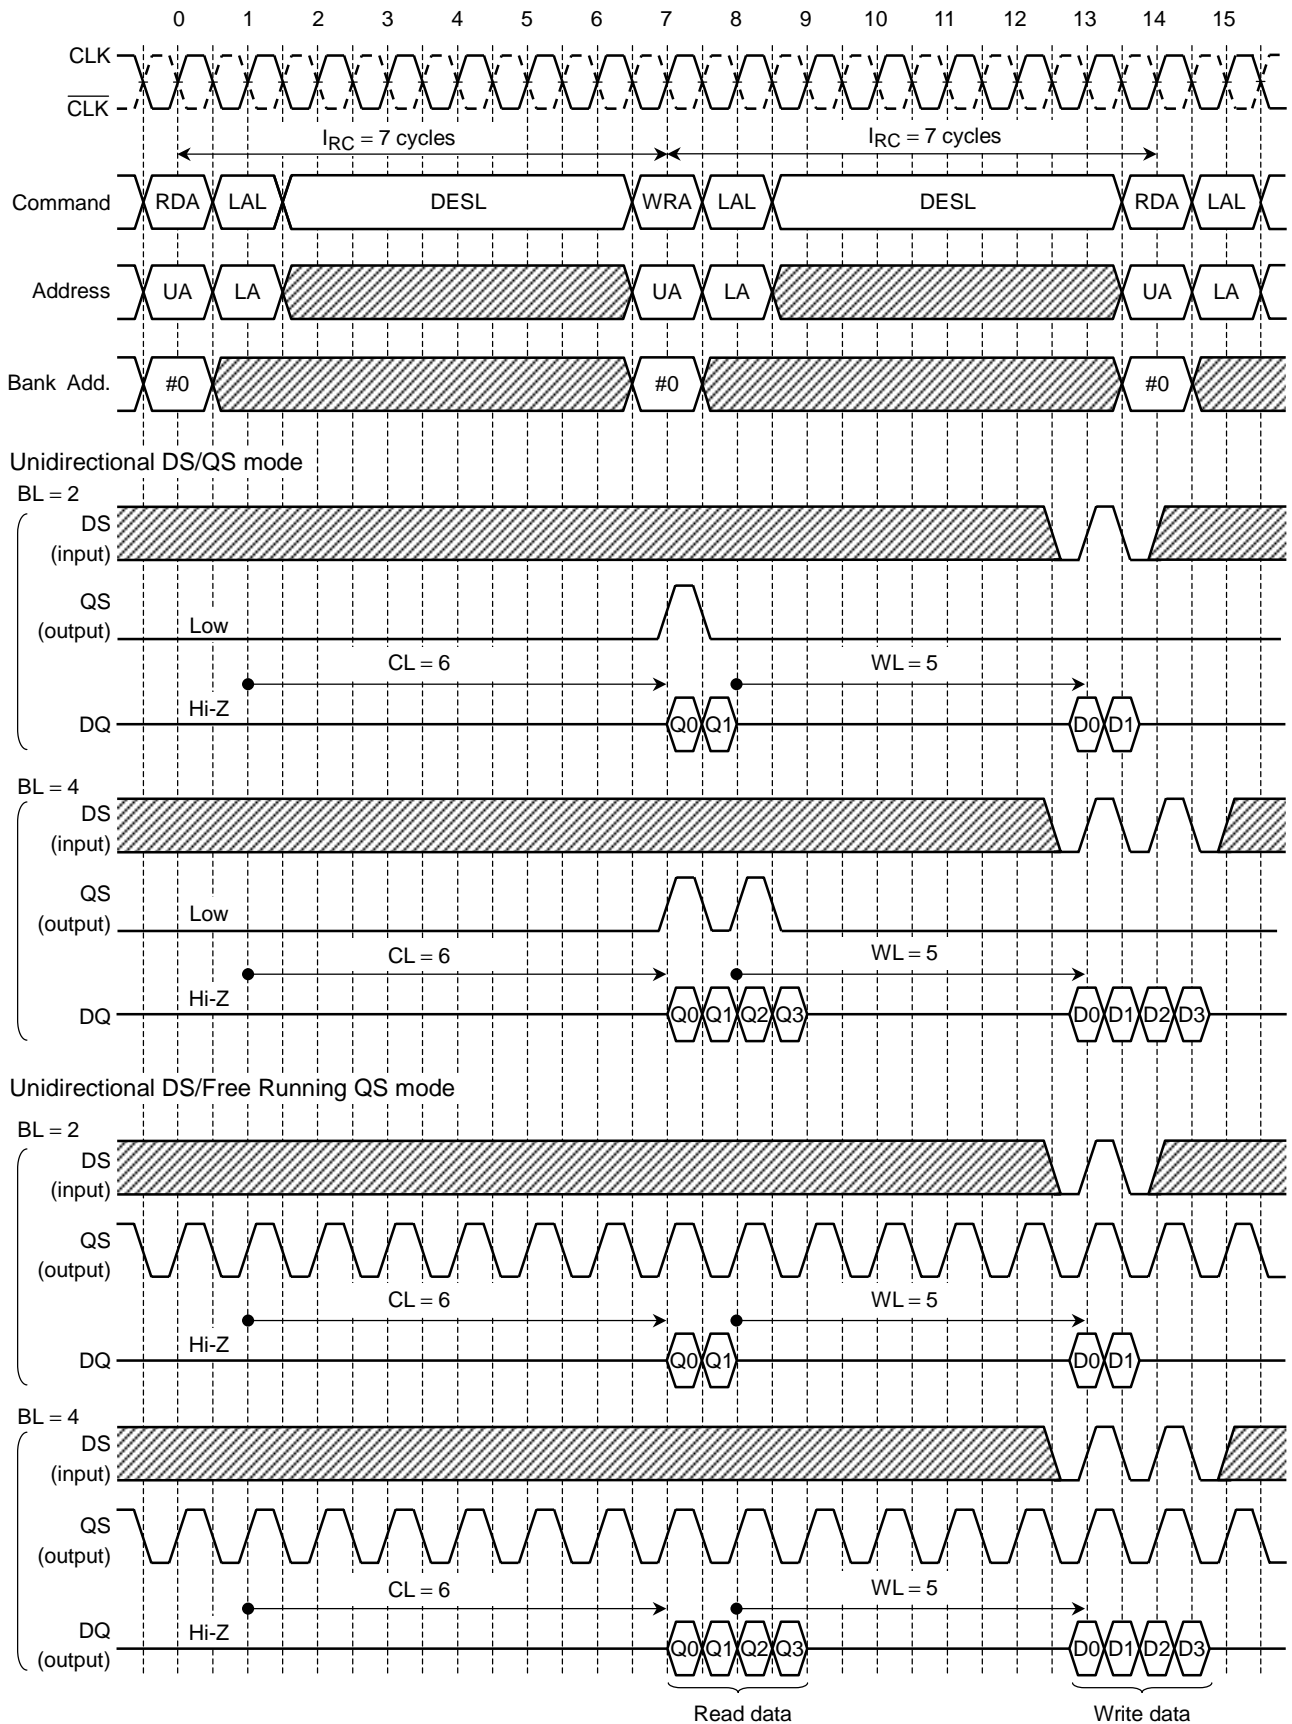 0 1 2 3 4 5 6 7 8 9 10 11 12 13 14 15
CLK
CLK
IRC = 7 cycles IRC = 7 cycles
Command RDA LAL DESL WRA LAL DESL RDA LAL
Address UA LA UA LA UA LA
Bank Add. #0 #0 #0
Unidirectional DS/QS mode
BL = 2
DS
(input)
QS
(output) Low
CL = 6 WL = 5
Hi-Z
DQ Q0 Q1 D0 D1
BL = 4
DS
(input)
QS
(output) Low
CL = 6 WL = 5
Hi-Z
DQ Q0 Q1 Q2 Q3 D0 D1 D2 D3
Unidirectional DS/Free Running QS mode
BL = 2
DS
(input)
QS
(output)
CL = 6 WL = 5
Hi-Z
DQ Q0 Q1 D0 D1
BL = 4
DS
(input)
QS
(output)
CL = 6 WL = 5
Hi-Z
DQ
(output) Q0 Q1 Q2 Q3 D0 D1 D2 D3
Read data Write data